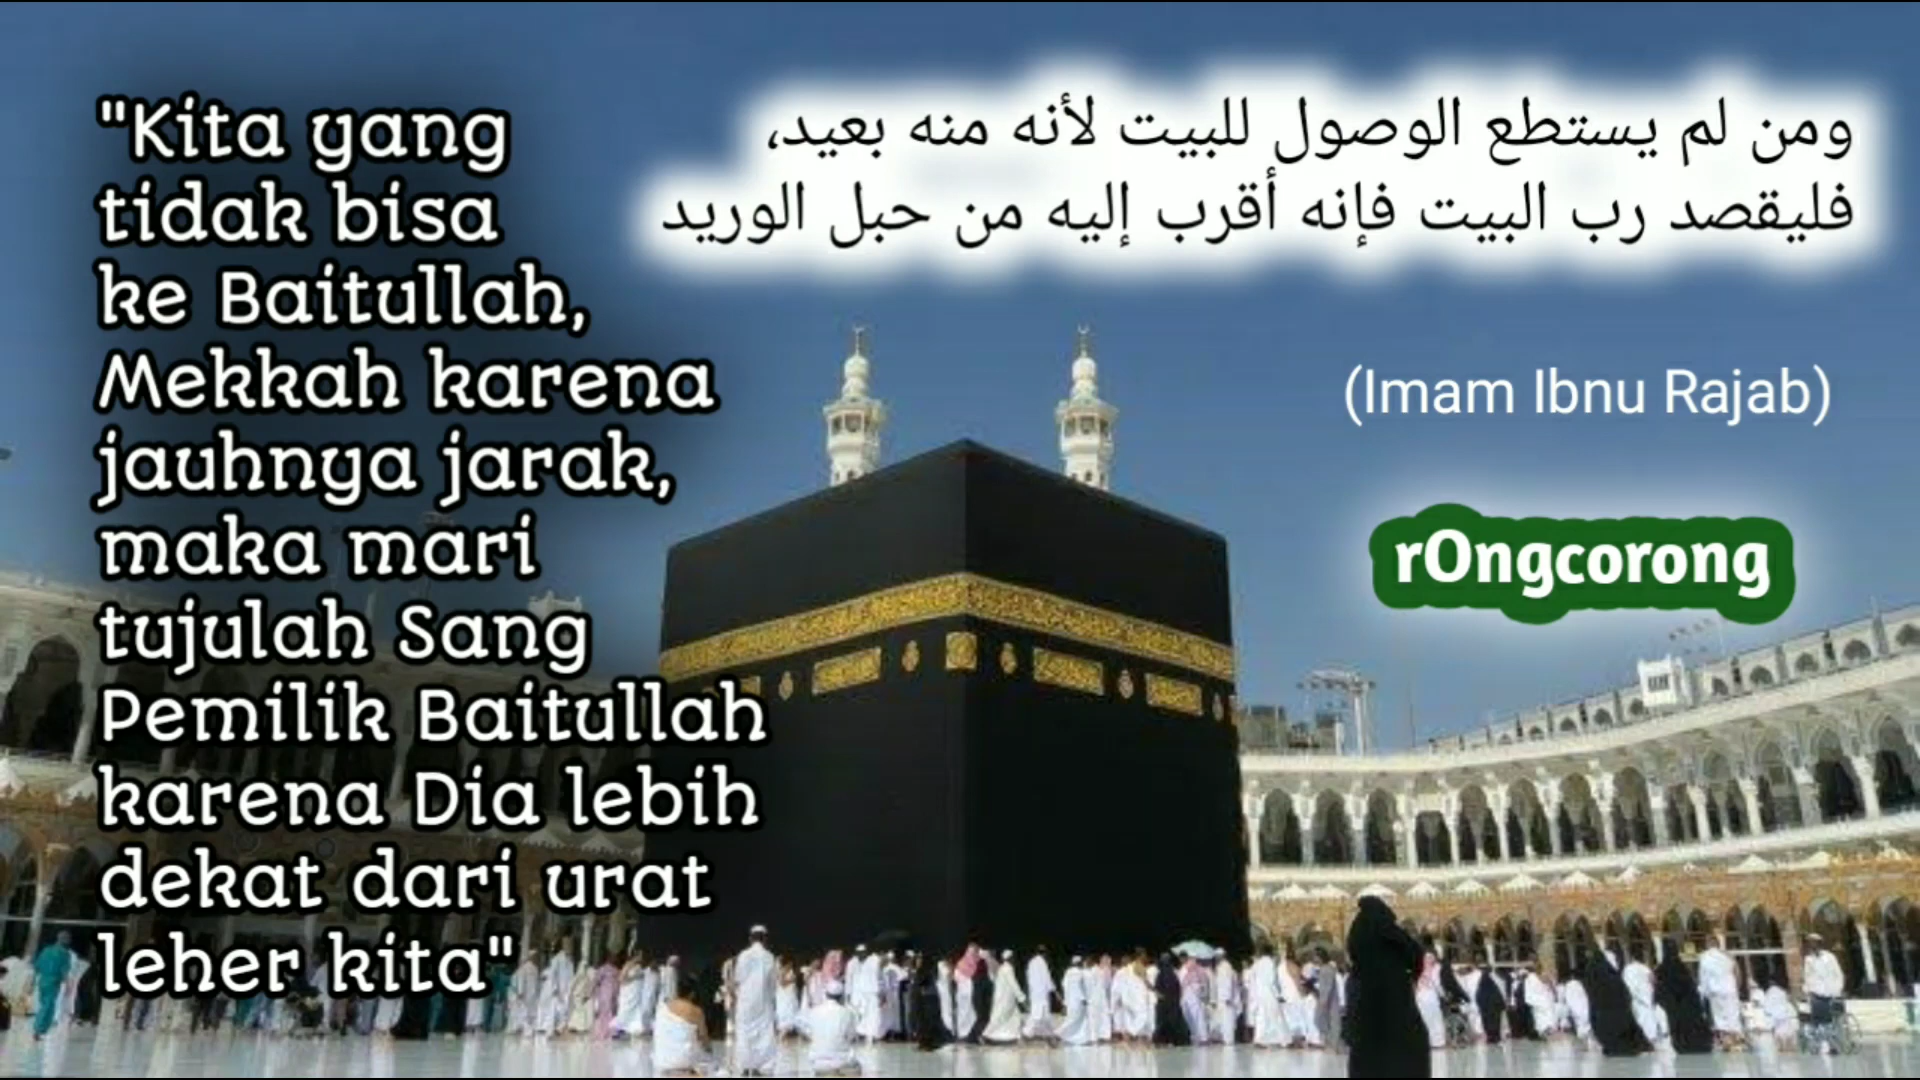 "Kita yang
tidak bisa
ke Baitullah,
Mekkah karena
jauhnya jarak,
maka mari
tujulah Sang
Pemilik Baitullah
karena Dia lebih
dekat dari urat
leher kita"
ومن لم يستطع الوصول للبيت لأنه منه بعيد،
فليقصد رب البيت فإنه أقرب إليه من حبل الوريد
(Imam Ibnu Rajab)
rOngcorong